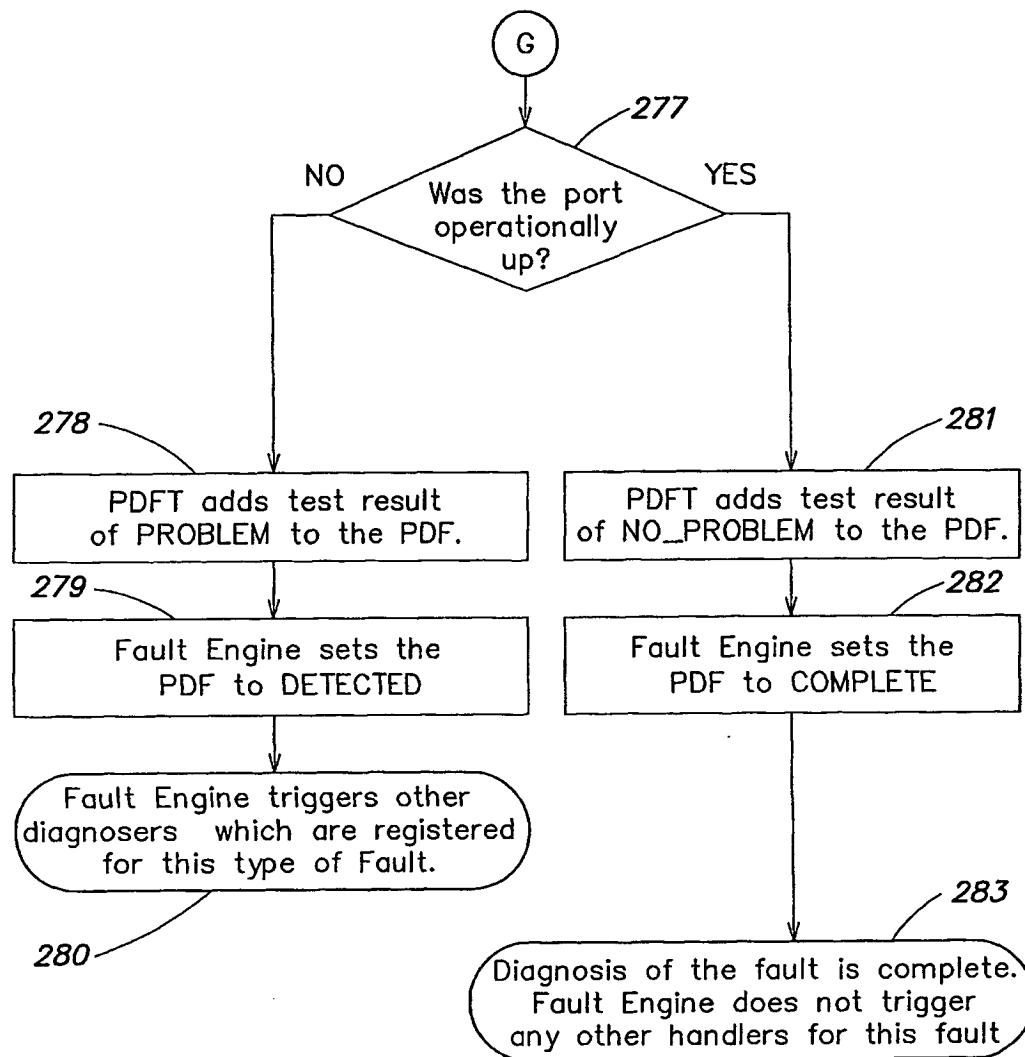 G
277
NO
YES
Was the port
operationally
up?
278
281
PDFT adds test result
of PROBLEM to the PDF.
PDFT adds test result
of NO_PROBLEM to the PDF.
279
282
Fault Engine sets the
PDF to DETECTED
Fault Engine sets the
PDF to COMPLETE
Fault Engine triggers other
diagnosers which are registered
for this type of Fault.
280
283
Diagnosis of the fault is complete.
Fault Engine does not trigger
any other handlers for this fault